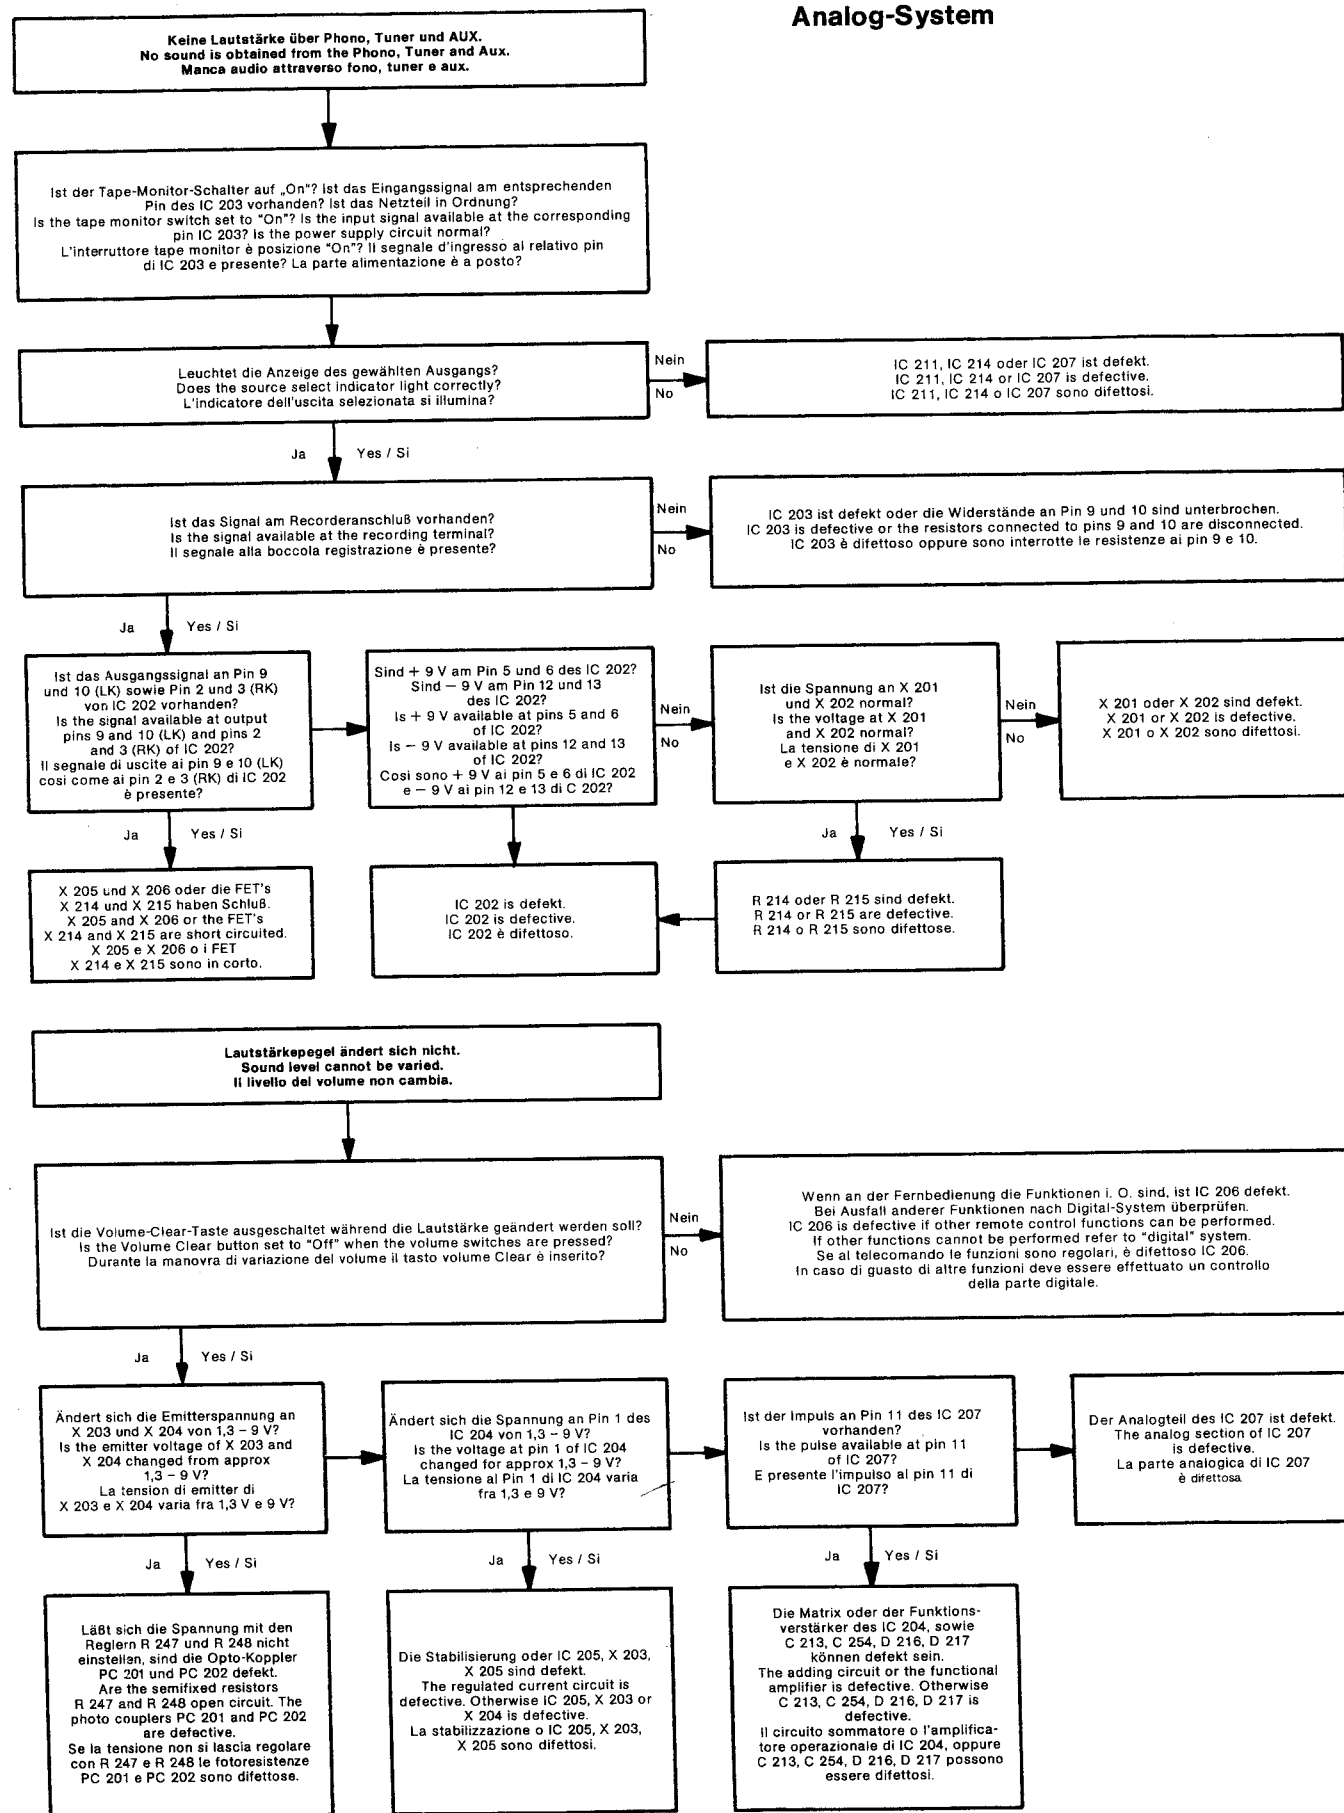 Analog-System
Keine Lautstärke über Phono, Tuner und AUX.
No sound is obtained from the Phono, Tuner and Aux.
Manca audio attraverso fono, tuner e aux.
Ist der Tape-Monitor-Schalter auf „On“? Ist das Eingangssignal am entsprechenden
Pin des IC 203 vorhanden? Ist das Netzteil in Ordnung?
Is the tape monitor switch set to “On”? Is the input signal available at the corresponding
pin IC 203? Is the power supply circuit normal?
L'interruttore tape monitor è posizione “On”? Il segnale d'ingresso al relativo pin
di IC 203 e presente? La parte alimentazione è a posto?
Leuchtet die Anzeige des gewählten Ausgangs?
Does the source select indicator light correctly?
L'indicatore dell'uscita selezionata si illumina?
Nein
No
IC 211, IC 214 oder IC 207 ist defekt.
IC 211, IC 214 or IC 207 is defective.
IC 211, IC 214 o IC 207 sono difettosi.
Ja Yes / Si
Ist das Signal am Recorderanschluß vorhanden?
Is the signal available at the recording terminal?
Il segnale alla boccola registrazione è presente?
Nein
No
IC 203 ist defekt oder die Widerstände an Pin 9 und 10 sind unterbrochen.
IC 203 is defective or the resistors connected to pins 9 and 10 are disconnected.
IC 203 è difettoso oppure sono interrotte le resistenze ai pin 9 e 10.
Ja Yes / Si
Ist das Ausgangssignal an Pin 9
und 10 (LK) sowie Pin 2 und 3 (RK)
von IC 202 vorhanden?
Is the signal available at output
pins 9 and 10 (LK) and pins 2
and 3 (RK) of IC 202?
Il segnale di uscite ai pin 9 e 10 (LK)
cosi come ai pin 2 e 3 (RK) di IC 202
è presente?
Sind + 9 V am Pin 5 und 6 des IC 202?
Sind − 9 V am Pin 12 und 13
des IC 202?
Is + 9 V available at pins 5 and 6
of IC 202?
Is − 9 V available at pins 12 and 13
of IC 202?
Cosi sono + 9 V ai pin 5 e 6 di IC 202
e − 9 V ai pin 12 e 13 di C 202?
Nein
No
Ist die Spannung an X 201
und X 202 normal?
Is the voltage at X 201
and X 202 normal?
La tensione di X 201
e X 202 è normale?
Nein
No
X 201 oder X 202 sind defekt.
X 201 or X 202 is defective.
X 201 o X 202 sono difettosi.
Ja Yes / Si
Ja Yes / Si
X 205 und X 206 oder die FET's
X 214 und X 215 haben Schluß.
X 205 and X 206 or the FET's
X 214 and X 215 are short circuited.
X 205 e X 206 o i FET
X 214 e X 215 sono in corto.
IC 202 is defekt.
IC 202 is defective.
IC 202 è difettoso.
R 214 oder R 215 sind defekt.
R 214 or R 215 are defective.
R 214 o R 215 sono difettose.
Lautstärkepegel ändert sich nicht.
Sound level cannot be varied.
Il livello del volume non cambia.
Ist die Volume-Clear-Taste ausgeschaltet während die Lautstärke geändert werden soll?
Is the Volume Clear button set to “Off” when the volume switches are pressed?
Durante la manovra di variazione del volume il tasto volume Clear è inserito?
Nein
No
Wenn an der Fernbedienung die Funktionen i. O. sind, ist IC 206 defekt.
Bei Ausfall anderer Funktionen nach Digital-System überprüfen.
IC 206 is defective if other remote control functions can be performed.
If other functions cannot be performed refer to “digital” system.
Se al telecomando le funzioni sono regolari, è difettoso IC 206.
In caso di guasto di altre funzioni deve essere effettuato un controllo
della parte digitale.
Ja Yes / Si
Ändert sich die Emitterspannung an
X 203 und X 204 von 1,3 – 9 V?
Is the emitter voltage of X 203 and
X 204 changed from approx
1,3 – 9 V?
La tension di emitter di
X 203 e X 204 varia fra 1,3 V e 9 V?
Ändert sich die Spannung an Pin 1 des
IC 204 von 1,3 – 9 V?
Is the voltage at pin 1 of IC 204
changed for approx 1,3 – 9 V?
La tensione al Pin 1 di IC 204 varia
fra 1,3 e 9 V?
Ist der Impuls an Pin 11 des IC 207
vorhanden?
Is the pulse available at pin 11
of IC 207?
E presente l'impulso al pin 11 di
IC 207?
Der Analogteil des IC 207 ist defekt.
The analog section of IC 207
is defective.
La parte analogica di IC 207
è difettosa
Ja Yes / Si
Ja Yes / Si
Ja Yes / Si
Läßt sich die Spannung mit den
Reglern R 247 und R 248 nicht
einstellen, sind die Opto-Koppler
PC 201 und PC 202 defekt.
Are the semifixed resistors
R 247 and R 248 open circuit. The
photo couplers PC 201 and PC 202
are defective.
Se la tensione non si lascia regolare
con R 247 e R 248 le fotoresistenze
PC 201 e PC 202 sono difettose.
Die Stabilisierung oder IC 205, X 203,
X 205 sind defekt.
The regulated current circuit is
defective. Otherwise IC 205, X 203 or
X 204 is defective.
La stabilizzazione o IC 205, X 203,
X 205 sono difettosi.
Die Matrix oder der Funktions-
verstärker des IC 204, sowie
C 213, C 254, D 216, D 217
können defekt sein.
The adding circuit or the functional
amplifier is defective. Otherwise
C 213, C 254, D 216, D 217 is
defective.
Il circuito sommatore o l'amplifica-
tore operazionale di IC 204, oppure
C 213, C 254, D 216, D 217 possono
essere difettosi.